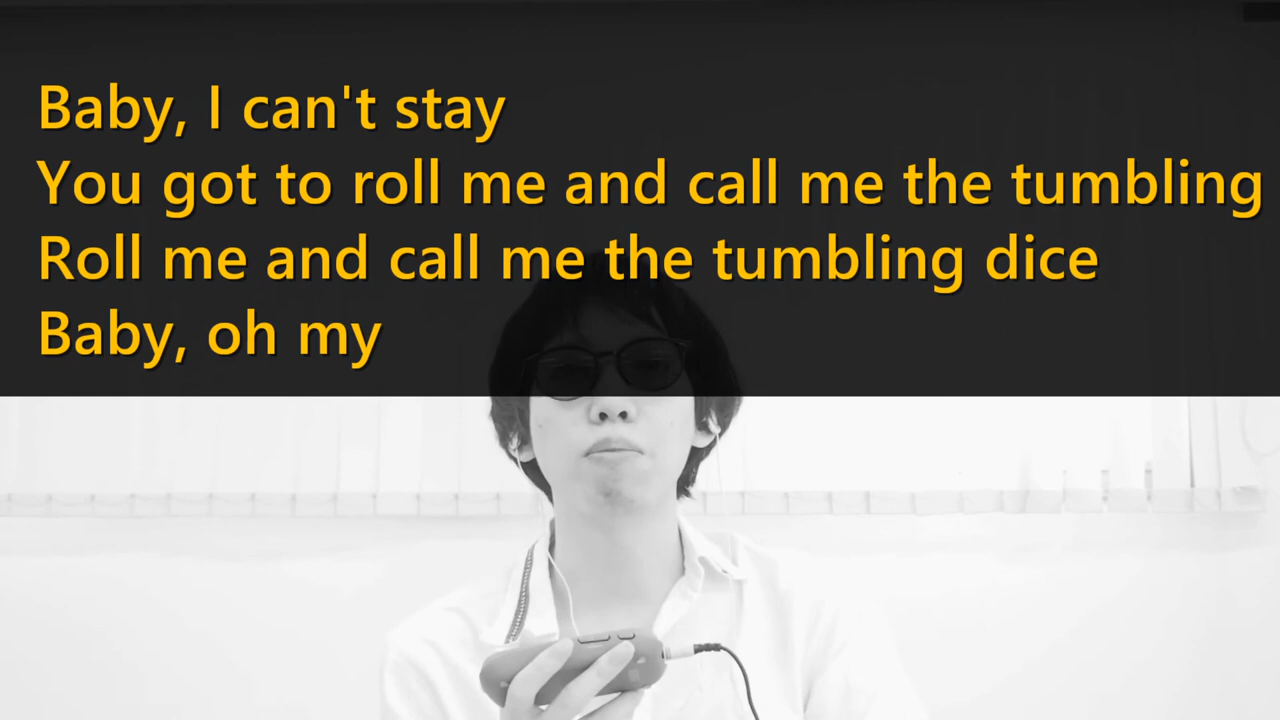 Baby, I can't stay
You got to roll me and call me the tumbling
Roll me and call me the tumbling dice
Baby, oh my